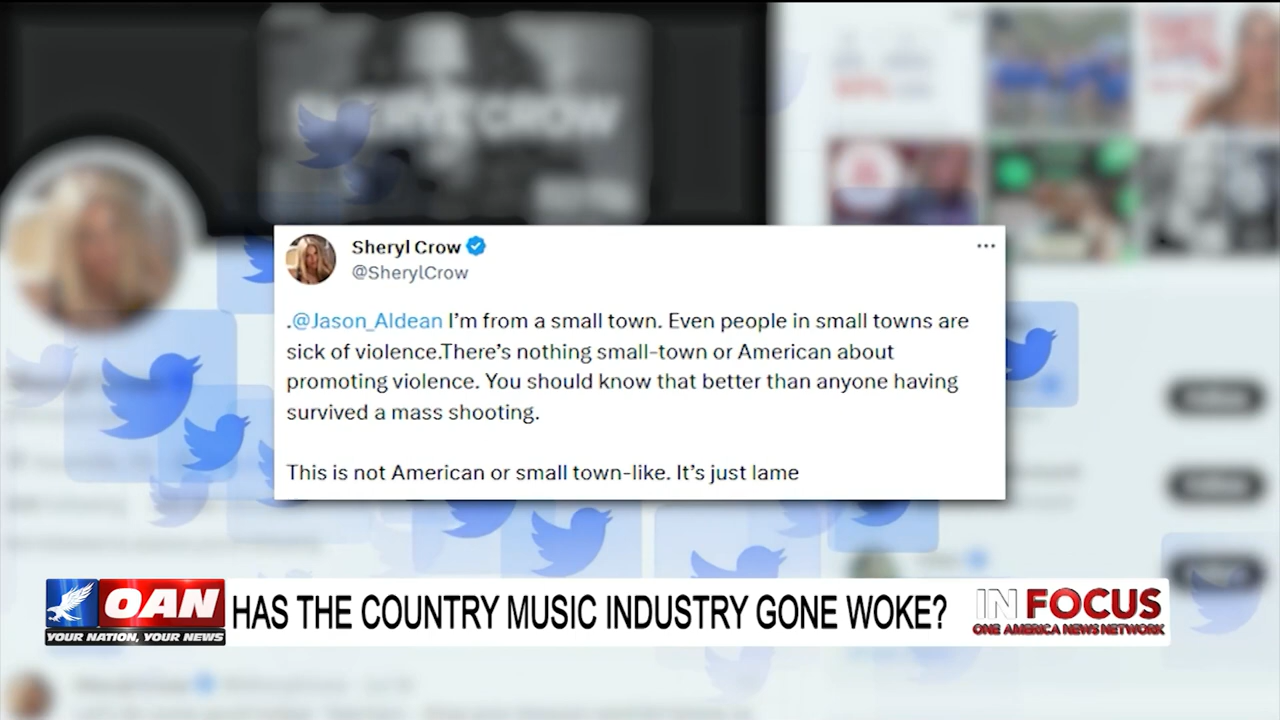 SHERYL CROW
Sheryl Crow
@SherylCrow
.@Jason_Aldean I’m from a small town. Even people in small towns are
sick of violence.There’s nothing small-town or American about
promoting violence. You should know that better than anyone having
survived a mass shooting.
This is not American or small town-like. It’s just lame
OAN
YOUR NATION, YOUR NEWS
HAS THE COUNTRY MUSIC INDUSTRY GONE WOKE?
IN FOCUS
ONE AMERICA NEWS NETWORK